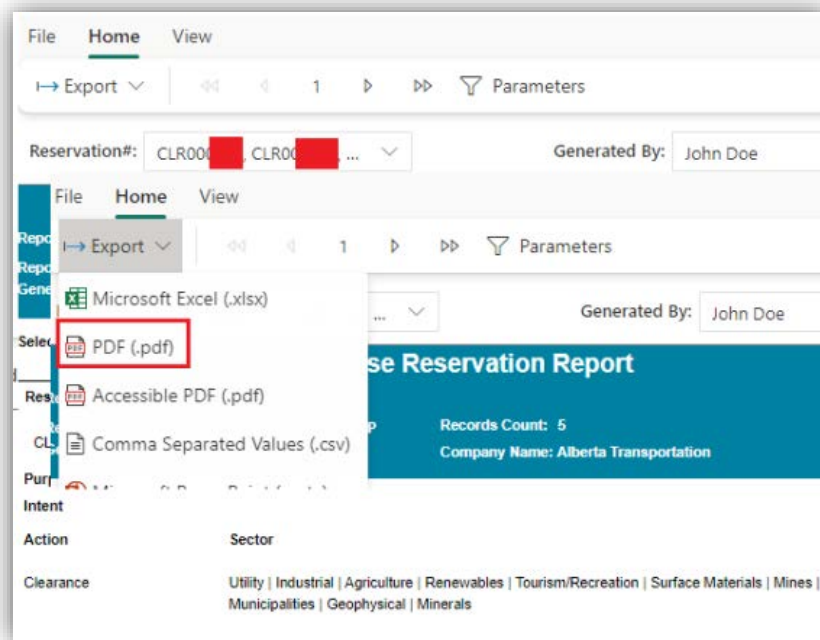 File Home View
Export 1 Parameters
Reservation#: CLR000 , CLR00 , ... Generated By: John Doe
File Home View
Export 1 Parameters
Microsoft Excel (.xlsx)
... Generated By: John Doe
PDF (.pdf)
se Reservation Report
Accessible PDF (.pdf)
Records Count: 5
Comma Separated Values (.csv)
Company Name: Alberta Transportation
Intent
Action Sector
Clearance Utility | Industrial | Agriculture | Renewables | Tourism/Recreation | Surface Materials | Mines |
Municipalities | Geophysical | Minerals